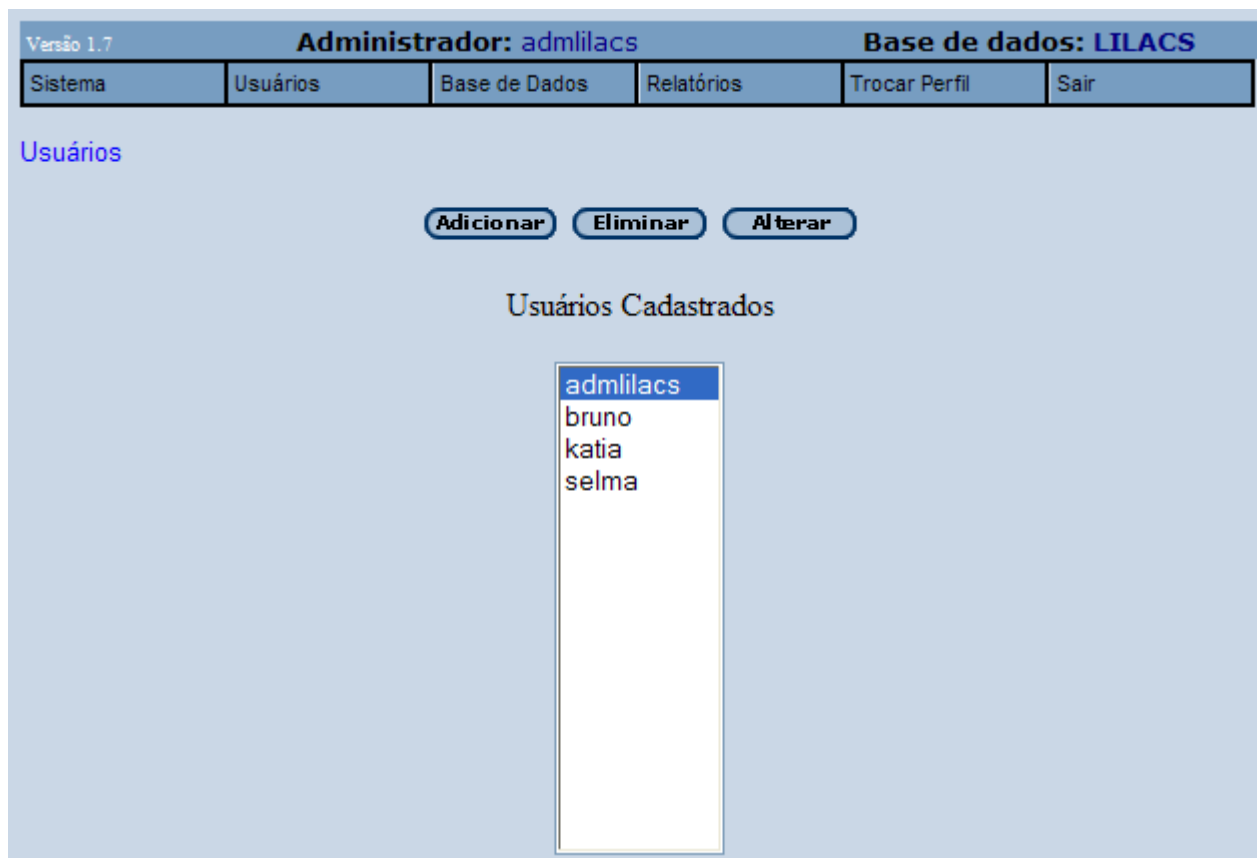 Versão 1.7 Administrador: admlilacs Base de dados: LILACS
Sistema Usuários Base de Dados Relatórios Trocar Perfil Sair
Usuários
Adicionar Eliminar Alterar
Usuários Cadastrados
admlilacs
bruno
katia
selma